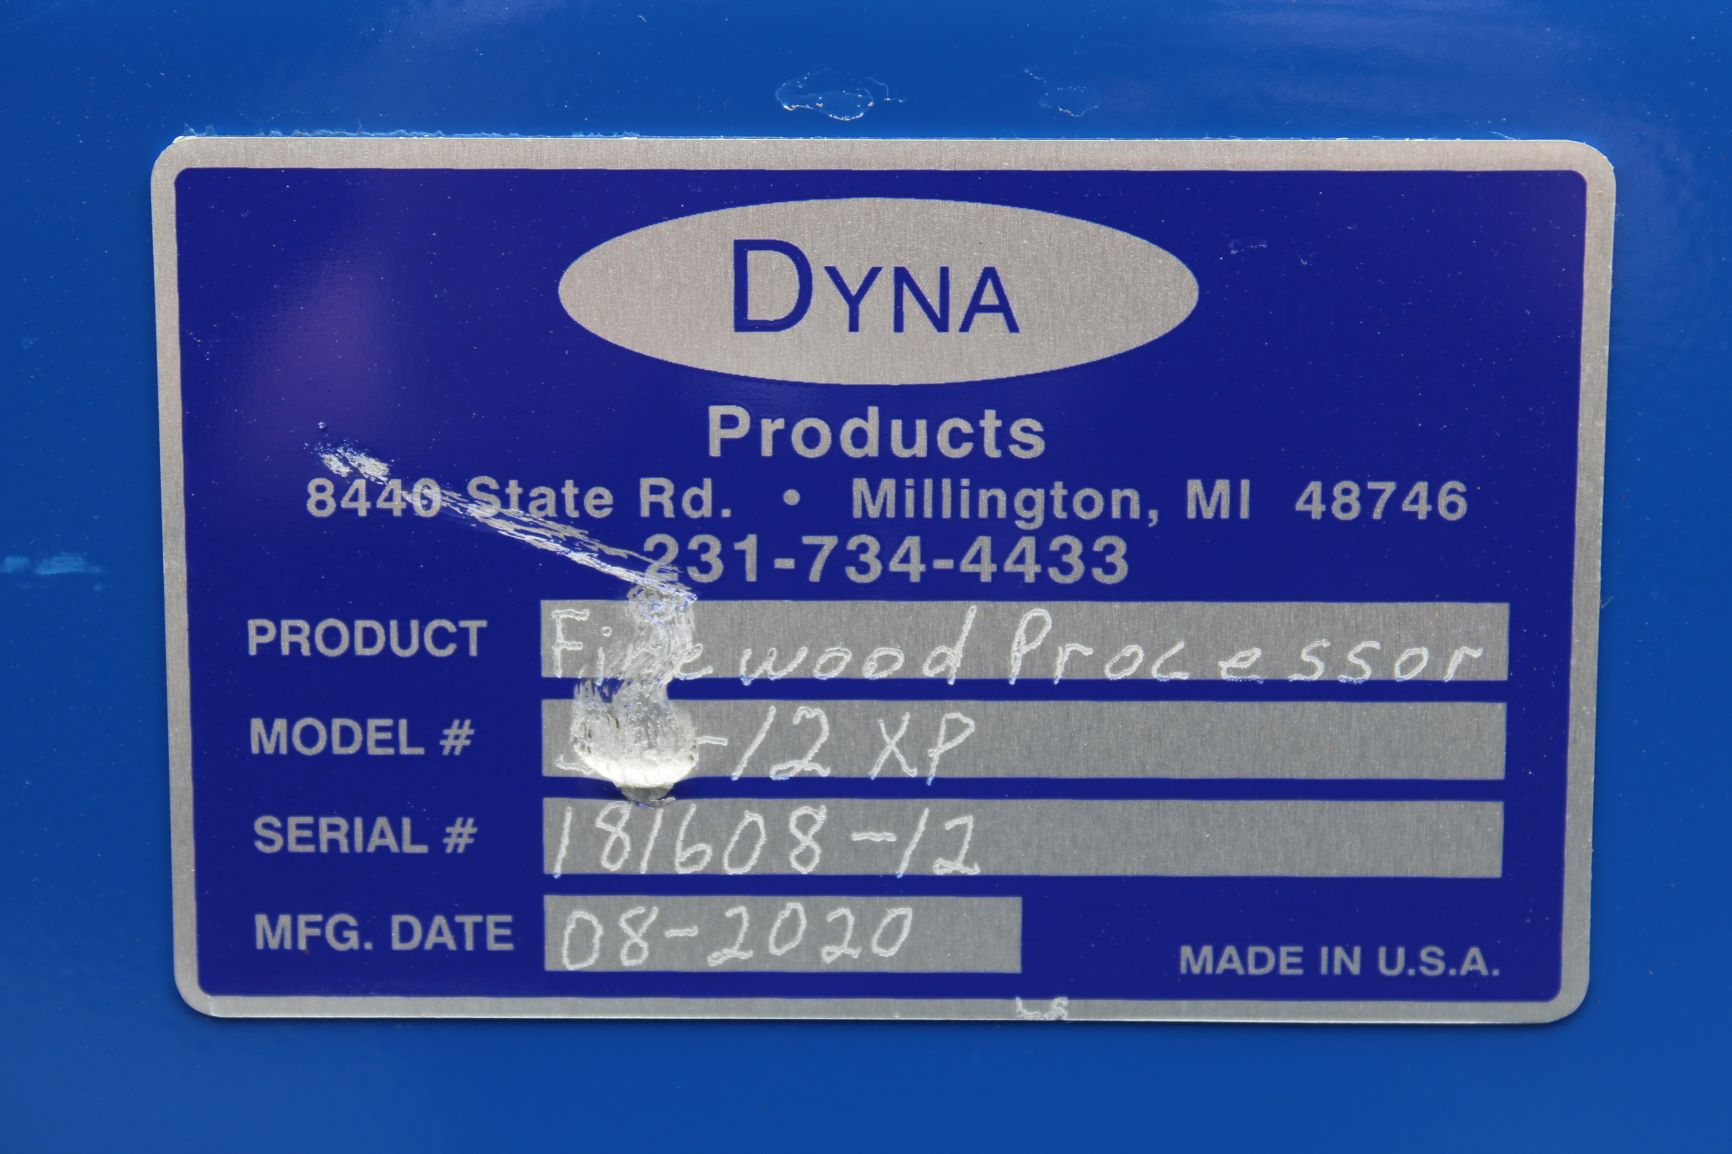 DYNA
Products
8440 State Rd. • Millington, MI 48746
231-734-4433
PRODUCT Firewood Processor
MODEL # -12 XP
SERIAL # 181608-12
MFG. DATE 08-2020
MADE IN U.S.A.